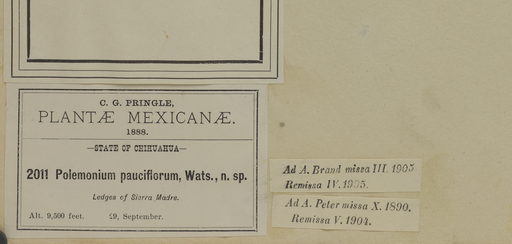 C. G. PRINGLE,
PLANTÆ MEXICANÆ.
1888.
—STATE OF CHIHUAHUA—
2011 Polemonium pauciflorum, Wats., n. sp.
Ledges of Sierra Madre.
Alt. 9,500 feet. 29, September.
Ad A. Brand missa III. 1905
Remissa IV. 1905.
Ad A. Peter missa X. 1890.
Remissa V. 1904.